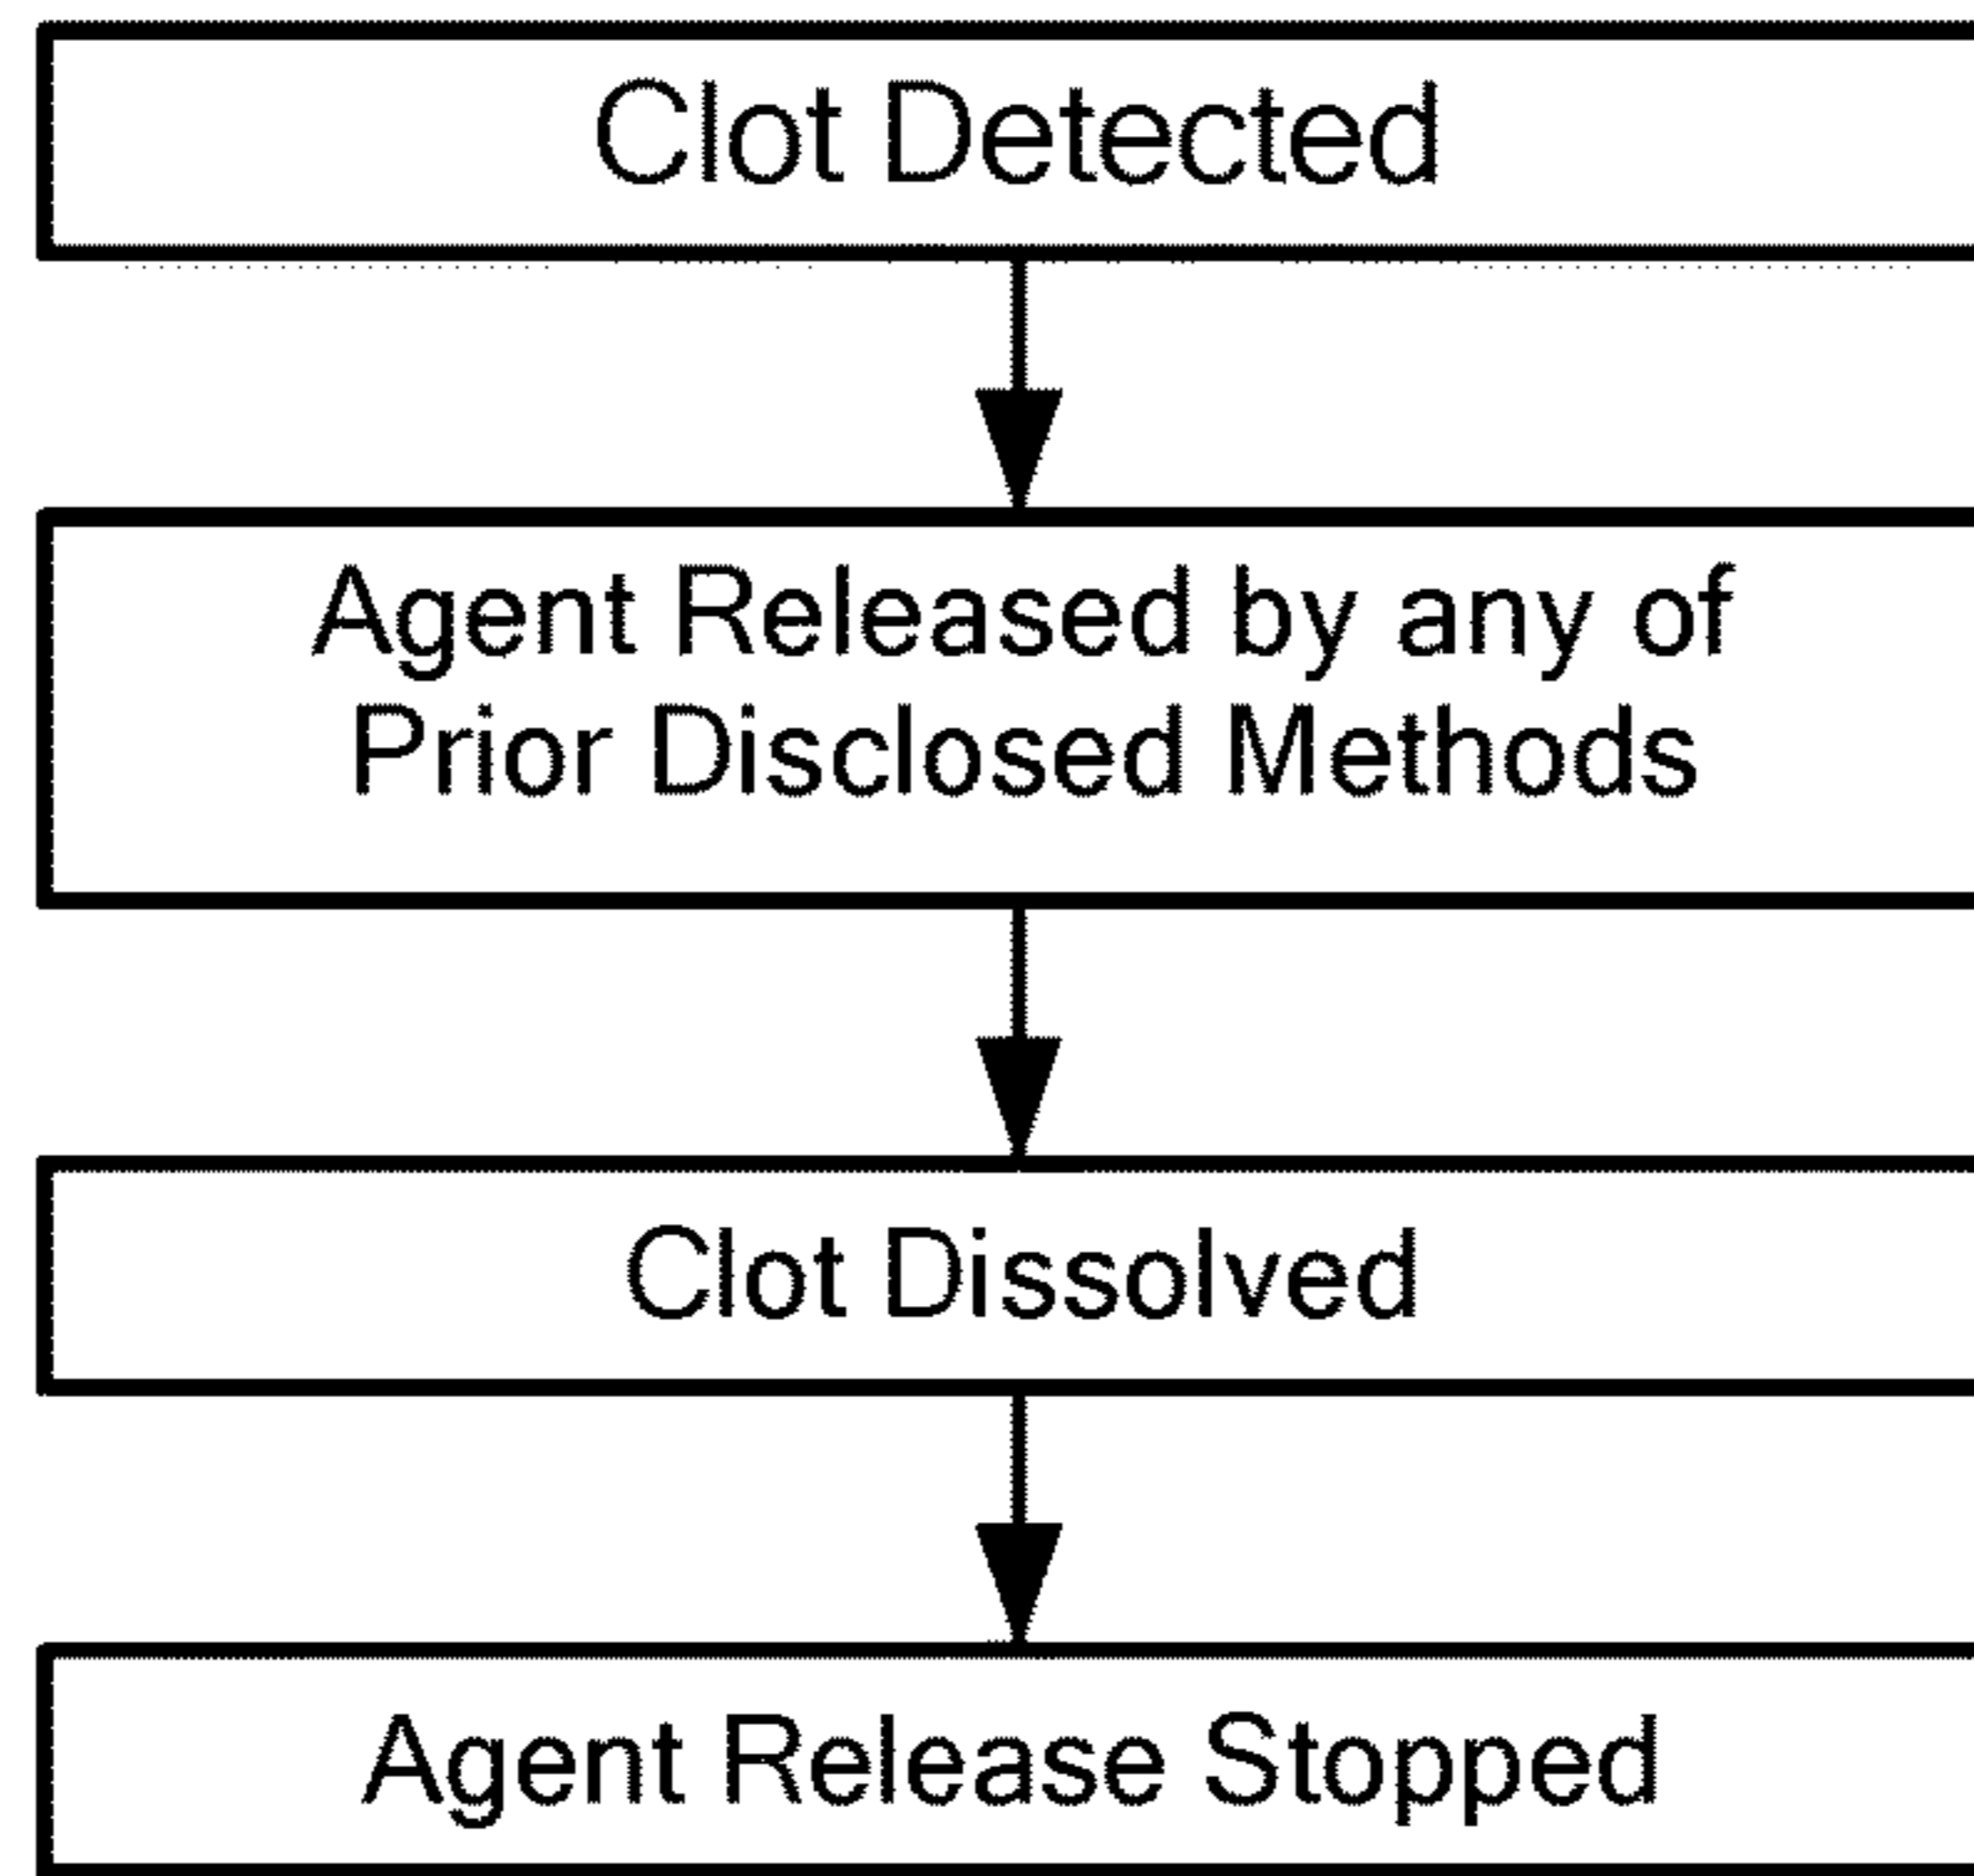 Clot Detected
Agent Released by any of
Prior Disclosed Methods
Clot Dissolved
Agent Release Stopped